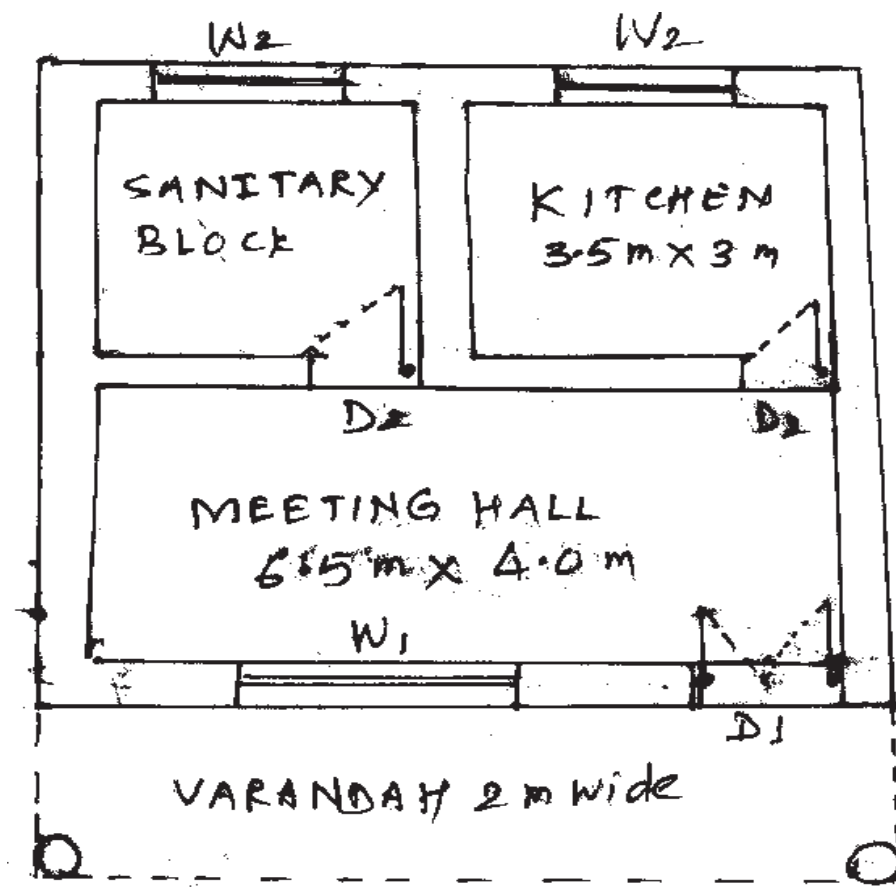 W2 W2
SANITARY
BLOCK
KITCHEN
3.5m X 3 m
D2 D2
MEETING HALL
6.5m X 4.0 m
W1
D1
VARANDAH 2 m wide